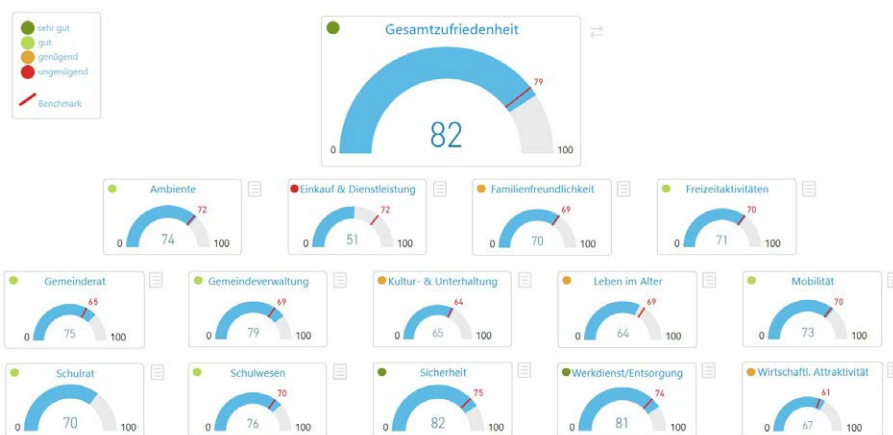 sehr gut
gut
genügend
ungenügend
Benchmark
Gesamtzufriedenheit
79
82
0 100
Ambiente
72
0 74 100
Einkauf & Dienstleistung
72
0 51 100
Familienfreundlichkeit
69
0 70 100
Freizeitaktivitäten
70
0 71 100
Gemeinderat
65
0 75 100
Gemeindeverwaltung
69
0 79 100
Kultur- & Unterhaltung
64
0 65 100
Leben im Alter
69
0 64 100
Mobilität
70
0 73 100
Schulrat
0 70 100
Schulwesen
70
0 76 100
Sicherheit
75
0 82 100
Werkdienst/Entsorgung
74
0 81 100
Wirtschaftl. Attraktivität
61
0 67 100